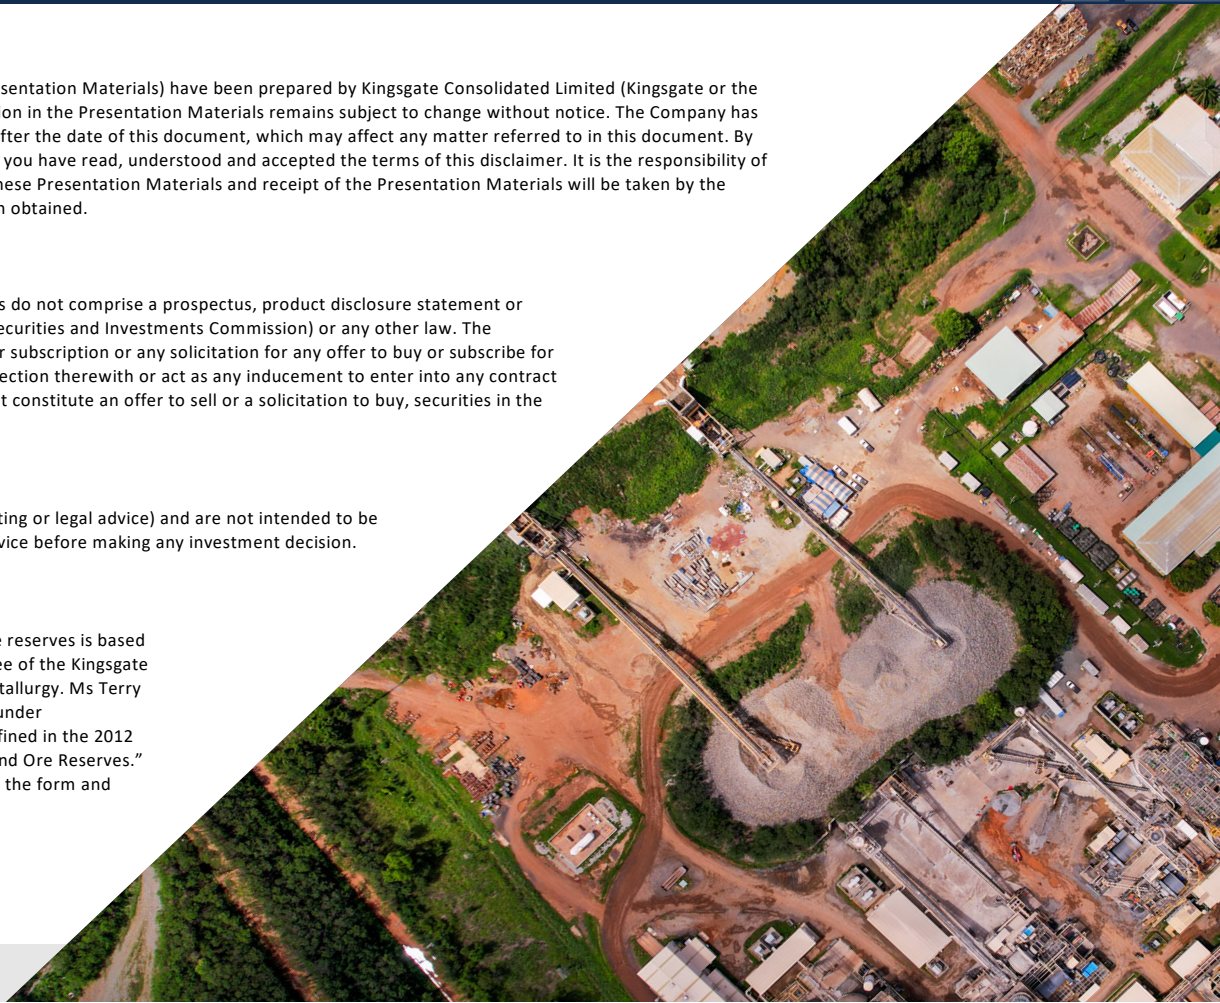 sentation Materials) have been prepared by Kingsgate Consolidated Limited (Kingsgate or the
ion in the Presentation Materials remains subject to change without notice. The Company has
fter the date of this document, which may affect any matter referred to in this document. By
you have read, understood and accepted the terms of this disclaimer. It is the responsibility of
hese Presentation Materials and receipt of the Presentation Materials will be taken by the
n obtained.
s do not comprise a prospectus, product disclosure statement or
ecurities and Investments Commission) or any other law. The
r subscription or any solicitation for any offer to buy or subscribe for
ection therewith or act as any inducement to enter into any contract
t constitute an offer to sell or a solicitation to buy, securities in the
ting or legal advice) and are not intended to be
vice before making any investment decision.
e reserves is based
ee of the Kingsgate
tallurgy. Ms Terry
under
fined in the 2012
nd Ore Reserves.”
the form and